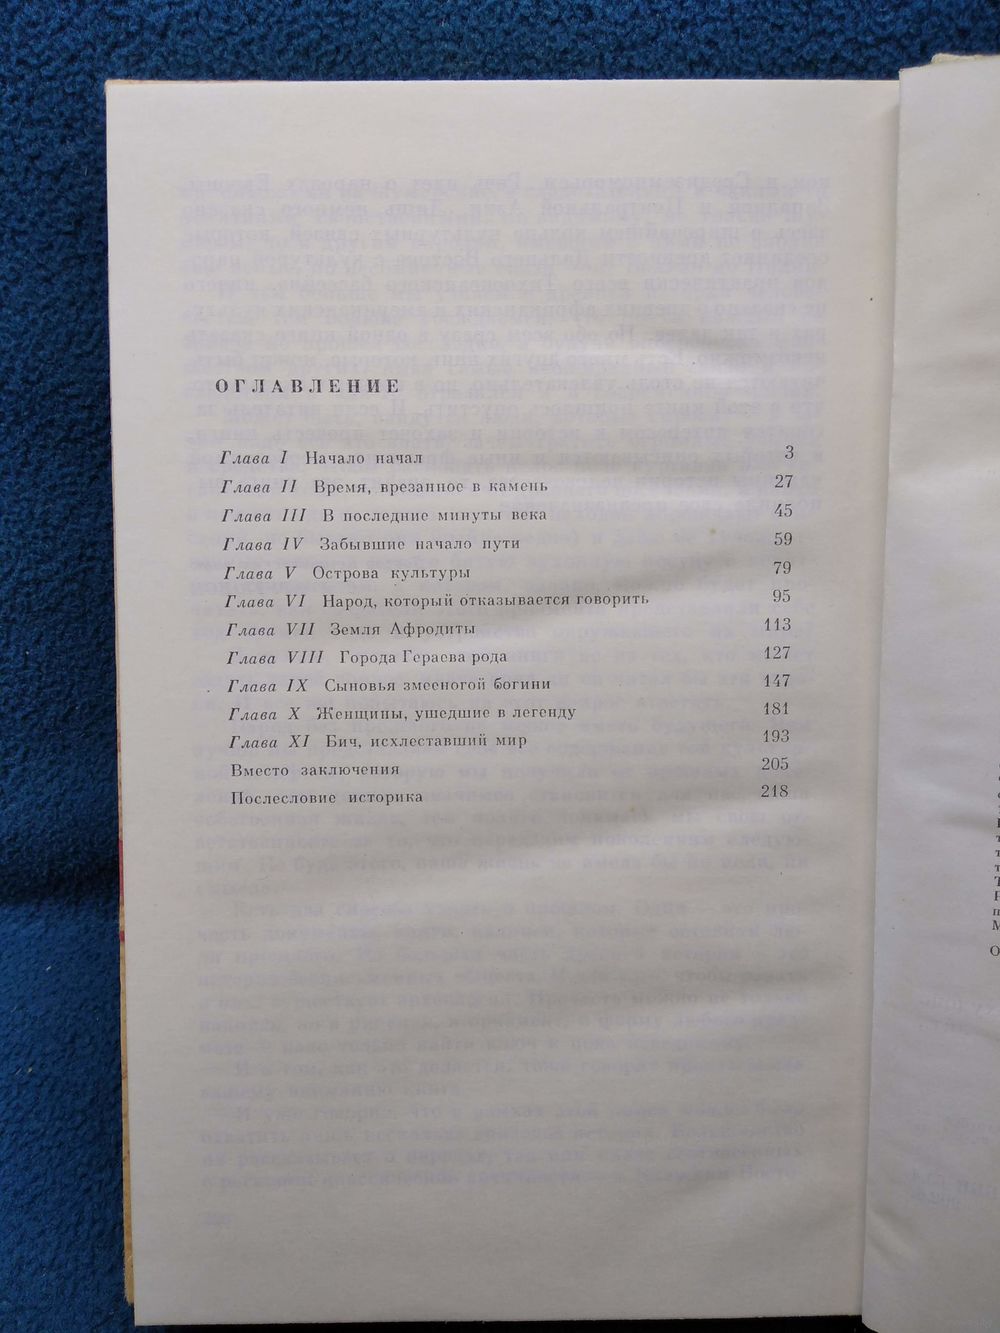 ОГЛАВЛЕНИЕ
Глава I Начало начал 3
Глава II Время, врезанное в камень 27
Глава III В последние минуты века 45
Глава IV Забывшие начало пути 59
Глава V Острова культуры 79
Глава VI Народ, который отказывается говорить 95
Глава VII Земля Афродиты 113
Глава VIII Города Гераева рода 127
Глава IX Сыновья змееногой богини 147
Глава X Женщины, ушедшие в легенду 181
Глава XI Бич, исхлеставший мир 193
Вместо заключения 205
Послесловие историка 218